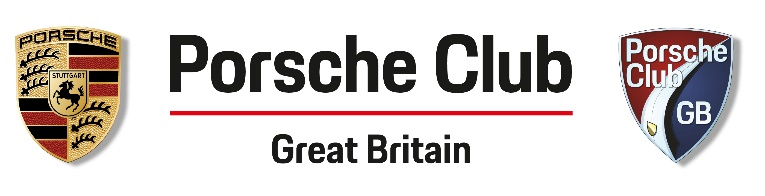 PORSCHE
STUTTGART
Porsche Club
Great Britain
Porsche
Club
GB